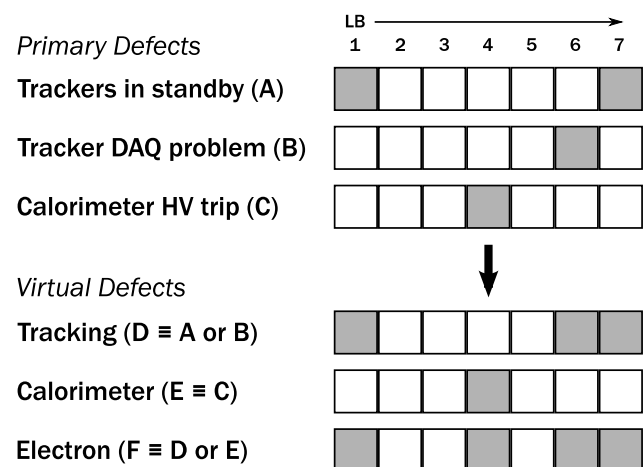 LB
Primary Defects 1 2 3 4 5 6 7
Trackers in standby (A)
Tracker DAQ problem (B)
Calorimeter HV trip (C)
Virtual Defects
Tracking (D ≡ A or B)
Calorimeter (E ≡ C)
Electron (F ≡ D or E)